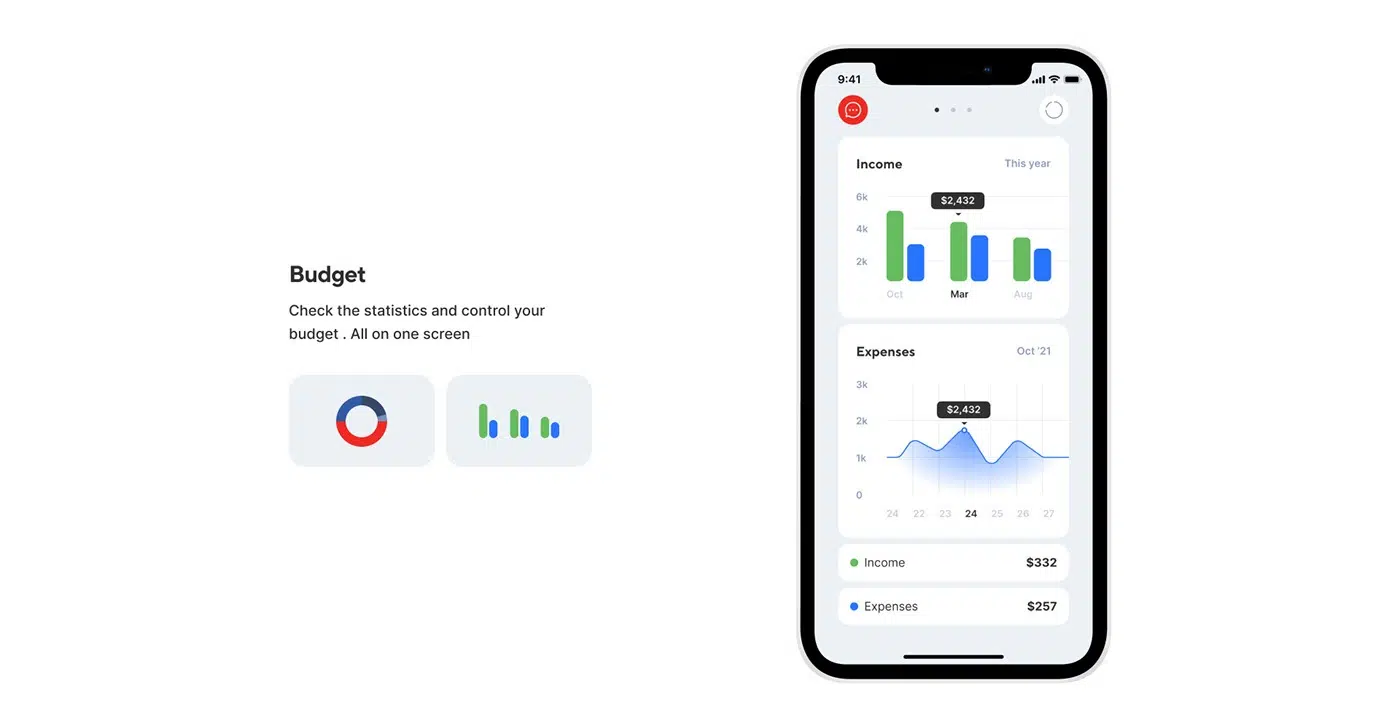 Budget
Check the statistics and control your
budget . All on one screen
9:41
Income
This year
6k
$2,432
4k
2k
Oct
Mar
Aug
Expenses
Oct '21
3k
$2,432
2k
1k
0
24 22 23 24 25 26 27
Income $332
Expenses $257